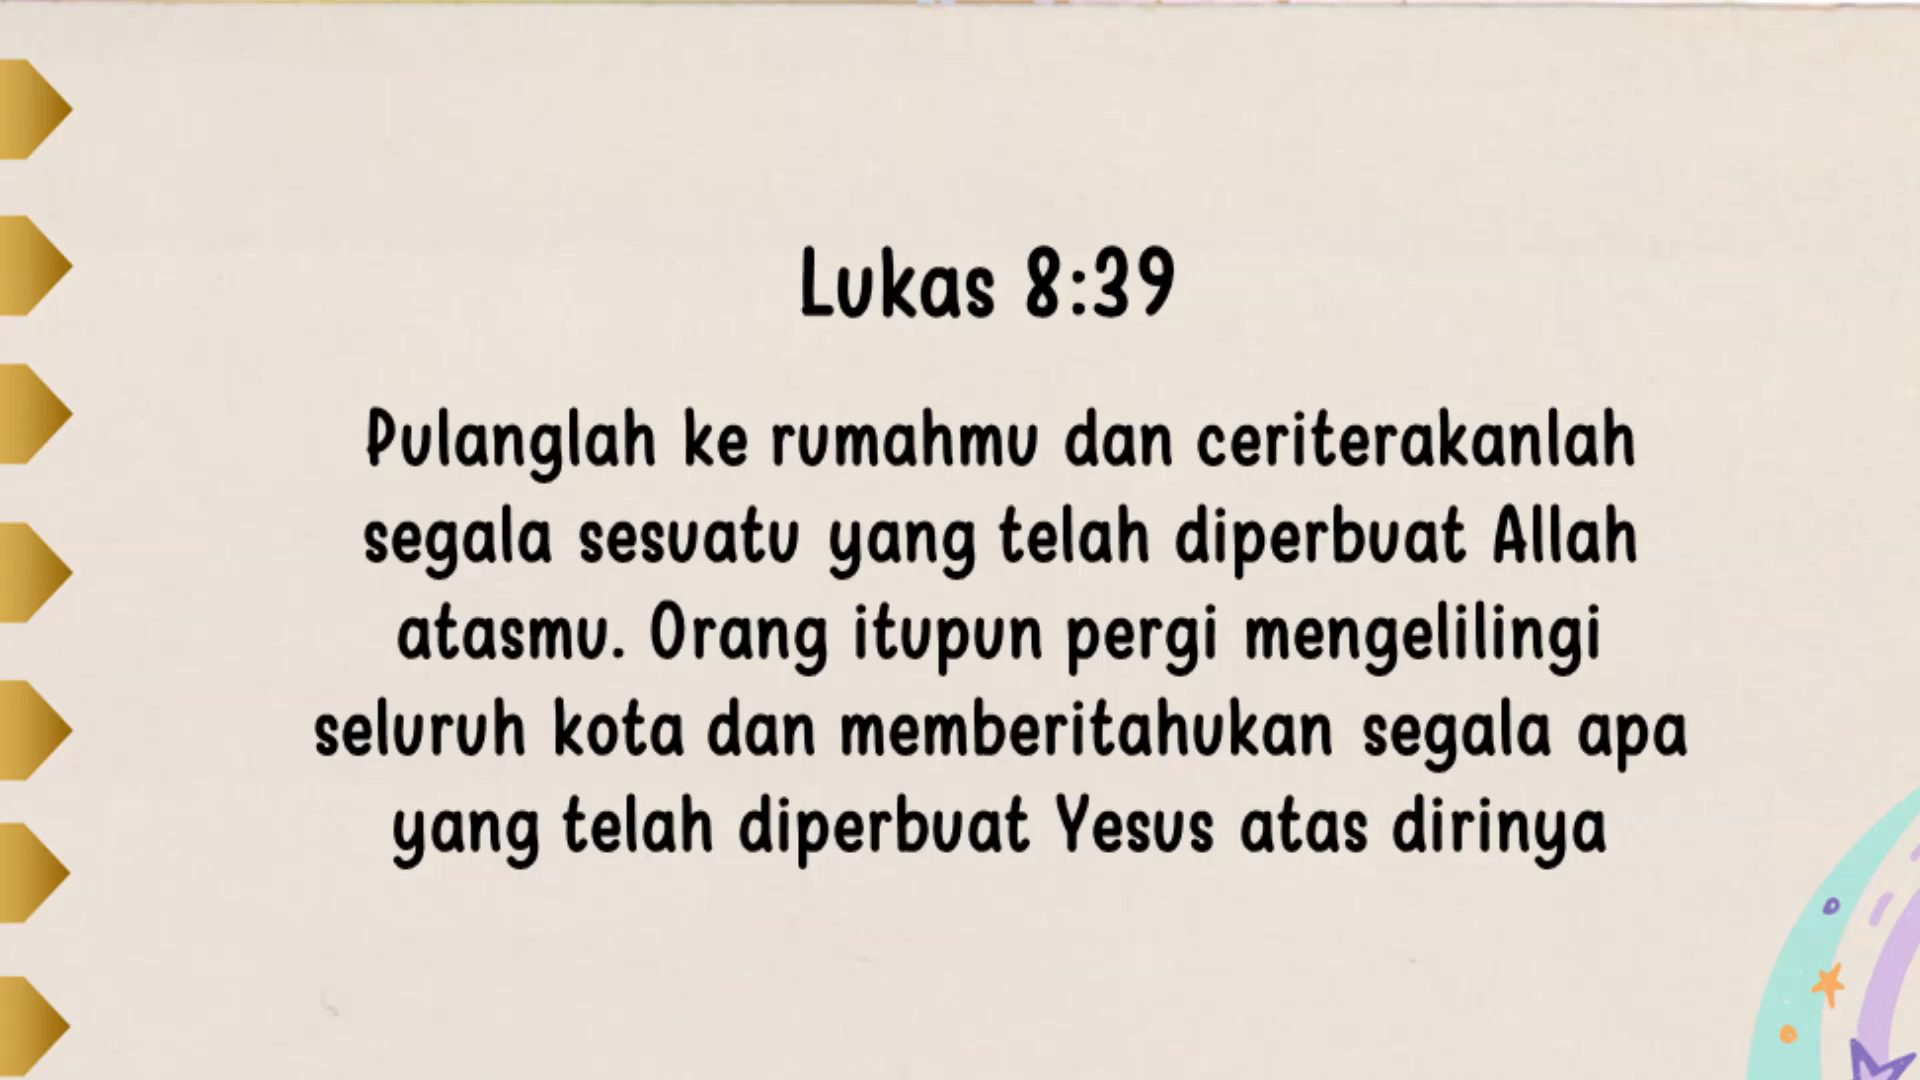 Lukas 8:39
Pulanglah ke rumahmu dan ceriterakanlah
segala sesuatu yang telah diperbuat Allah
atasmu. Orang itupun pergi mengelilingi
seluruh kota dan memberitahukan segala apa
yang telah diperbuat Yesus atas dirinya